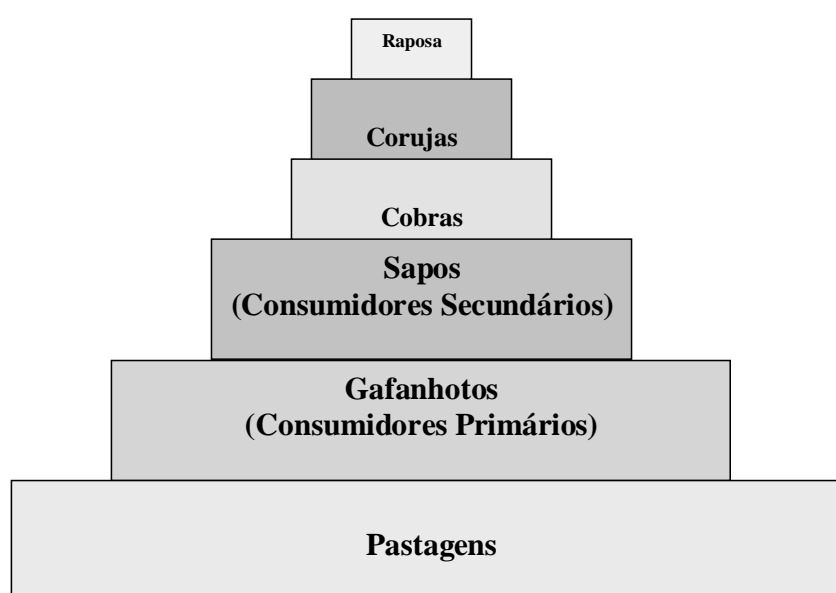 Raposa
Corujas
Cobras
Sapos
(Consumidores Secundários)
Gafanhotos
(Consumidores Primários)
Pastagens